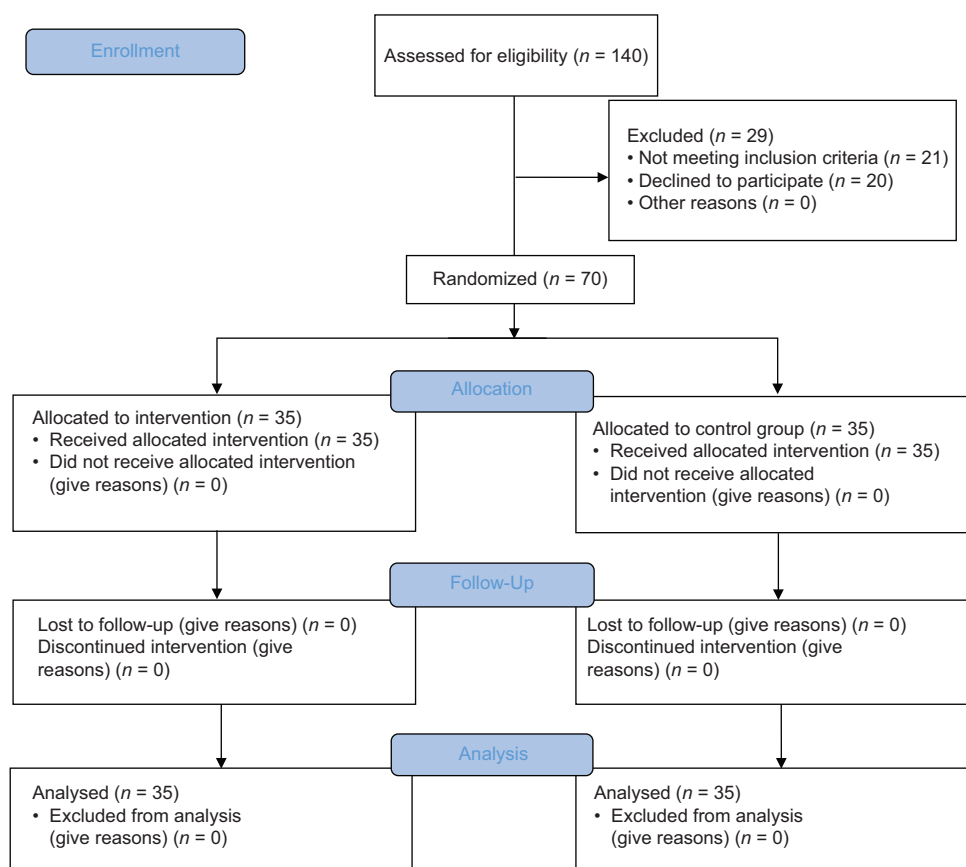 Enrollment
Assessed for eligibility (n = 140)
Excluded (n = 29)
• Not meeting inclusion criteria (n = 21)
• Declined to participate (n = 20)
• Other reasons (n = 0)
Randomized (n = 70)
Allocation
Allocated to intervention (n = 35)
• Received allocated intervention (n = 35)
• Did not receive allocated intervention
(give reasons) (n = 0)
Allocated to control group (n = 35)
• Received allocated intervention (n = 35)
• Did not receive allocated
intervention (give reasons) (n = 0)
Follow-Up
Lost to follow-up (give reasons) (n = 0)
Discontinued intervention (give
reasons) (n = 0)
Lost to follow-up (give reasons) (n = 0)
Discontinued intervention (give
reasons) (n = 0)
Analysis
Analysed (n = 35)
• Excluded from analysis
(give reasons) (n = 0)
Analysed (n = 35)
• Excluded from analysis
(give reasons) (n = 0)